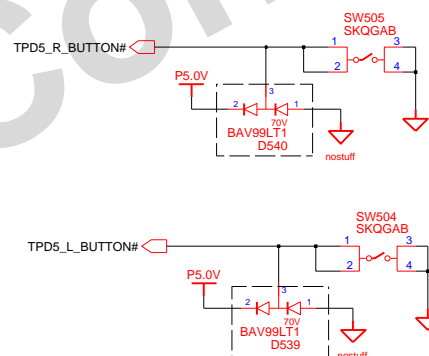 SW505
SKQGAB
TPD5_R_BUTTON#
1
3
2
4
P5.0V
3
2
1
70V
BAV99LT1
D540
nostuff
SW504
SKQGAB
TPD5_L_BUTTON#
1
3
2
4
P5.0V
3
2
1
70V
BAV99LT1
D539
nostuff